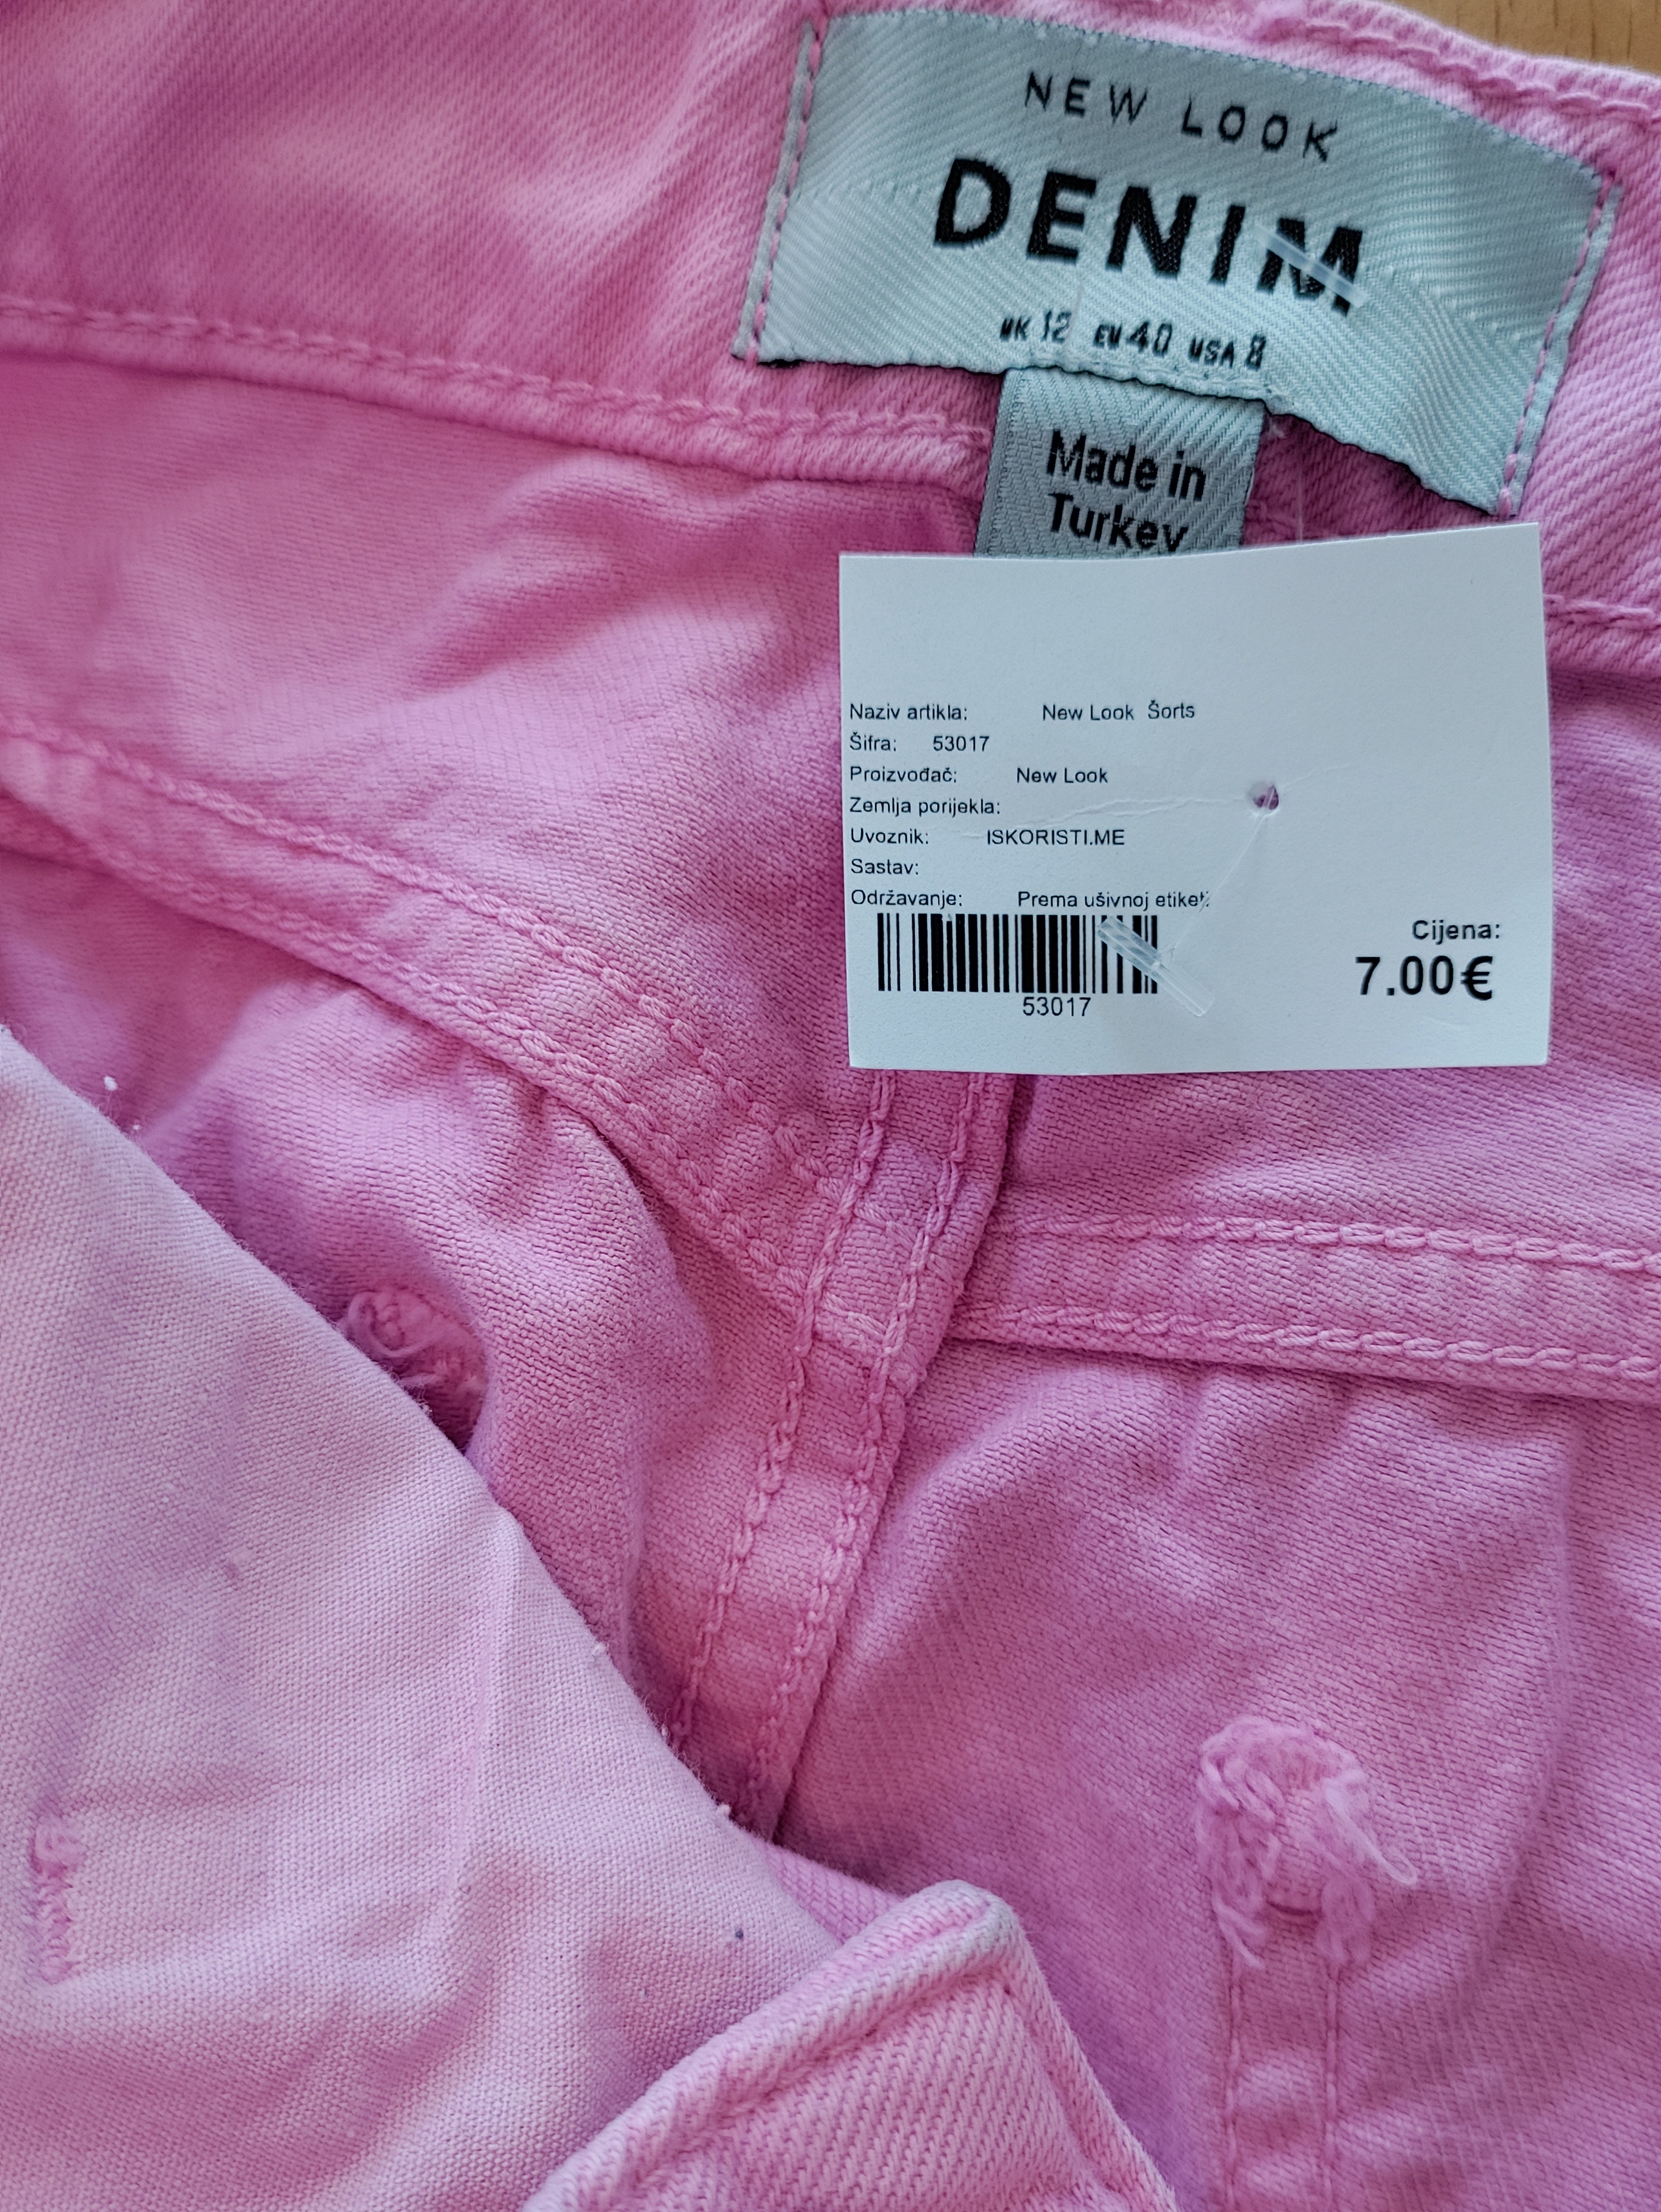 NEW LOOK
DENIM
UK 12 EU 40 USA 8
Made in
Turkey
Naziv artikla: New Look Šorts
Šifra: 53017
Proizvođač: New Look
Zemlja porijekla:
Uvoznik: ISKORISTI.ME
Sastav:
Održavanje: Prema ušivnoj etiketi
Cijena:
7.00€
53017